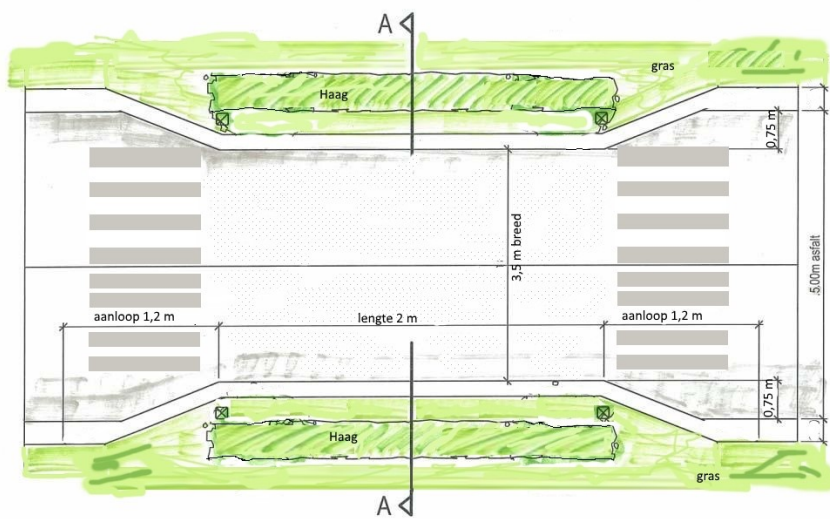 A
gras
Haag
0,75 m
3,5 m breed
5.00m asfalt
aanloop 1,2 m
lengte 2 m
aanloop 1,2 m
0,75 m
Haag
gras
A